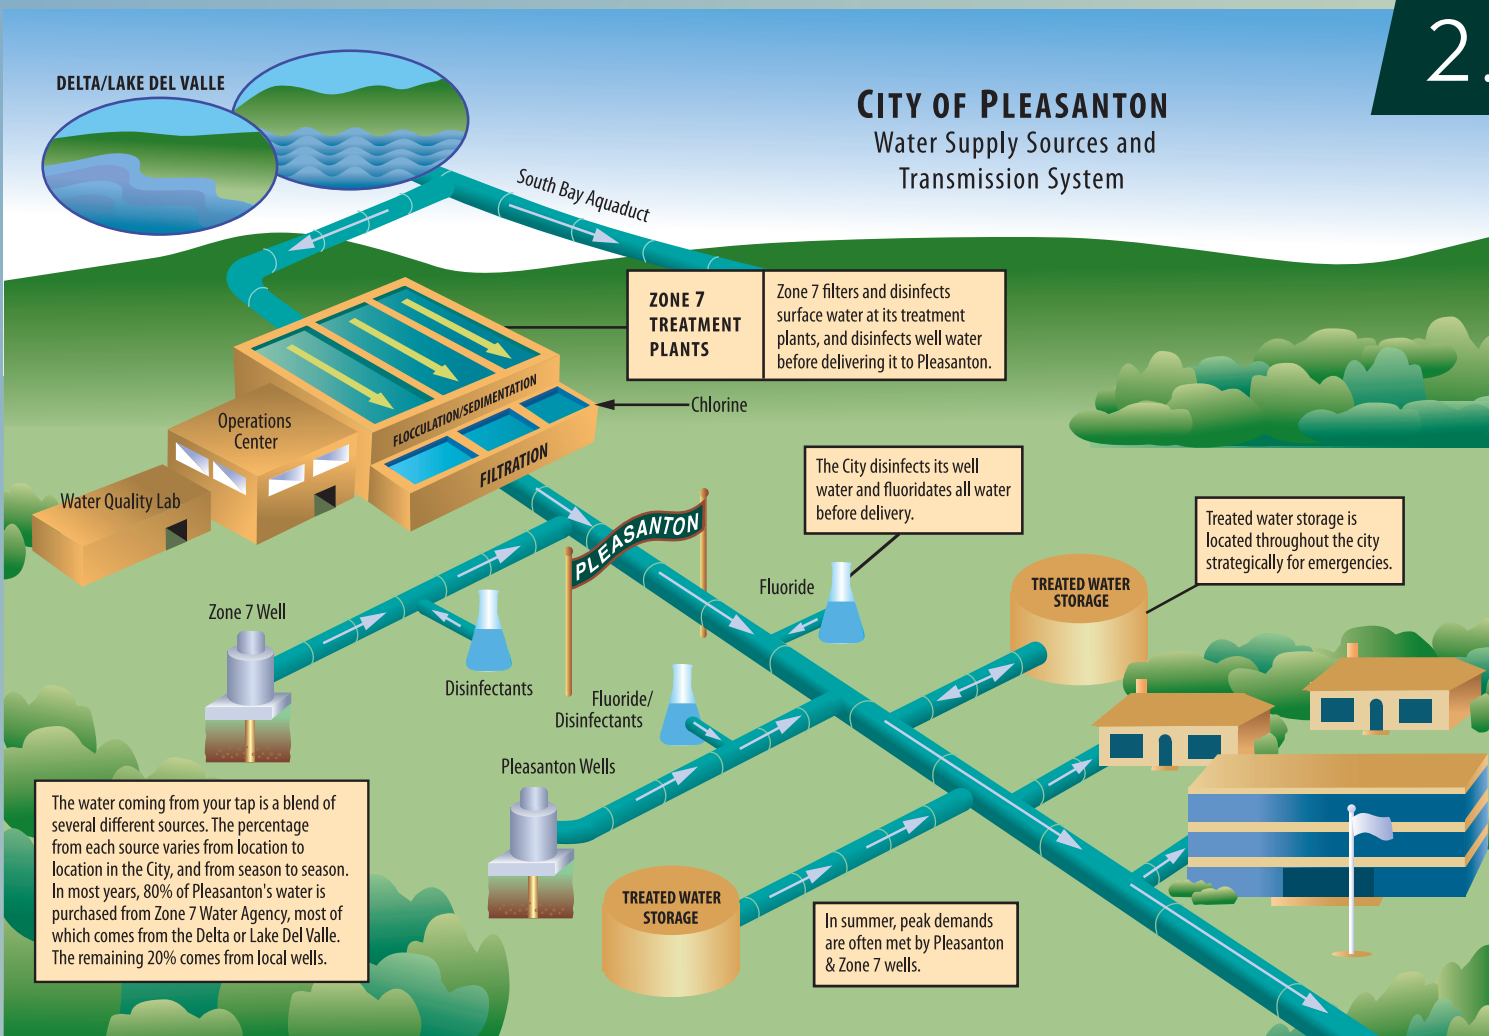 2.
DELTA/LAKE DEL VALLE
CITY OF PLEASANTON
Water Supply Sources and
Transmission System
South Bay Aquaduct
ZONE 7
TREATMENT
PLANTS
Zone 7 filters and disinfects
surface water at its treatment
plants, and disinfects well water
before delivering it to Pleasanton.
FLOCCULATION/SEDIMENTATION
Chlorine
Operations
Center
FILTRATION
Water Quality Lab
The City disinfects its well
water and fluoridates all water
before delivery.
PLEASANTON
Treated water storage is
located throughout the city
strategically for emergencies.
Fluoride
TREATED WATER
STORAGE
Zone 7 Well
Disinfectants
Fluoride/
Disinfectants
Pleasanton Wells
The water coming from your tap is a blend of
several different sources. The percentage
from each source varies from location to
location in the City, and from season to season.
In most years, 80% of Pleasanton's water is
purchased from Zone 7 Water Agency, most of
which comes from the Delta or Lake Del Valle.
The remaining 20% comes from local wells.
TREATED WATER
STORAGE
In summer, peak demands
are often met by Pleasanton
& Zone 7 wells.